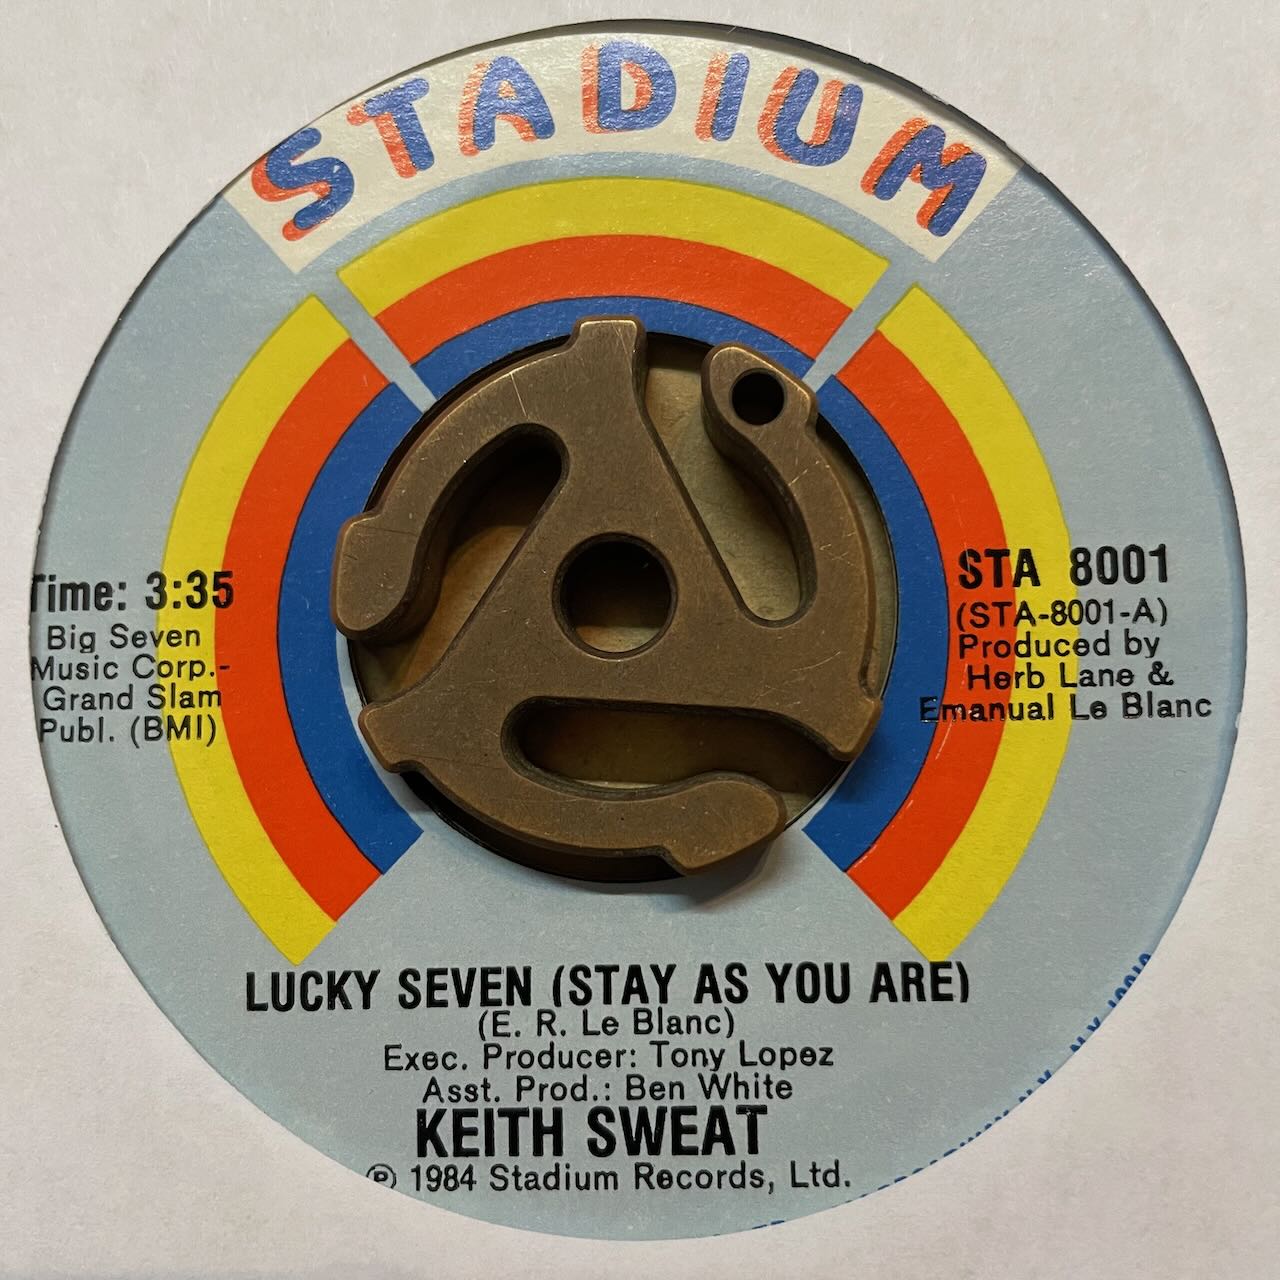 STADIUM
Time: 3:35
Big Seven
Music Corp.-
Grand Slam
Publ. (BMI)
STA 8001
(STA-8001-A)
Produced by
Herb Lane &
Emanual Le Blanc
LUCKY SEVEN (STAY AS YOU ARE)
(E. R. Le Blanc)
Exec. Producer: Tony Lopez
Asst. Prod.: Ben White
KEITH SWEAT
℗ 1984 Stadium Records, Ltd.